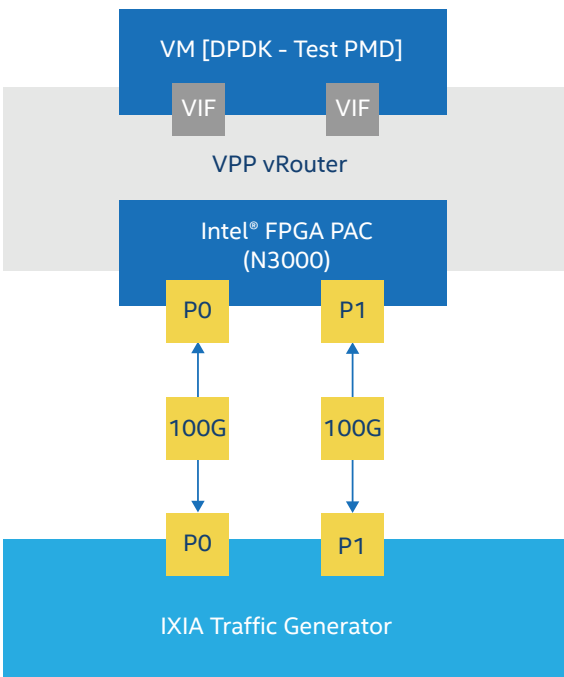 VM [DPDK - Test PMD]
VIF VIF
VPP vRouter
Intel® FPGA PAC
(N3000)
P0 P1
100G 100G
P0 P1
IXIA Traffic Generator